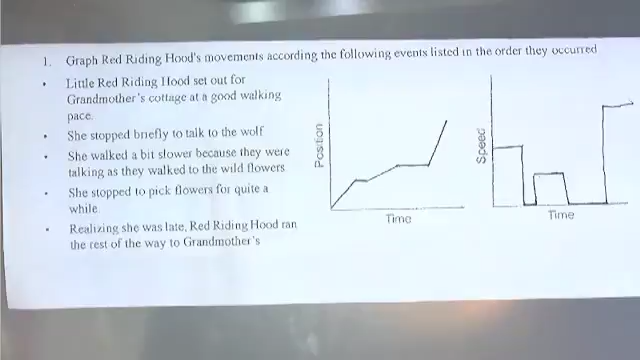 1. Graph Red Riding Hood's movements according the following events listed in the order they occurred
• Little Red Riding Hood set out for
Grandmother's cottage at a good walking
pace.
• She stopped briefly to talk to the wolf
• She walked a bit slower because they were
talking as they walked to the wild flowers
• She stopped to pick flowers for quite a
while
• Realizing she was late, Red Riding Hood ran
the rest of the way to Grandmother's
Position
Time
Speed
Time